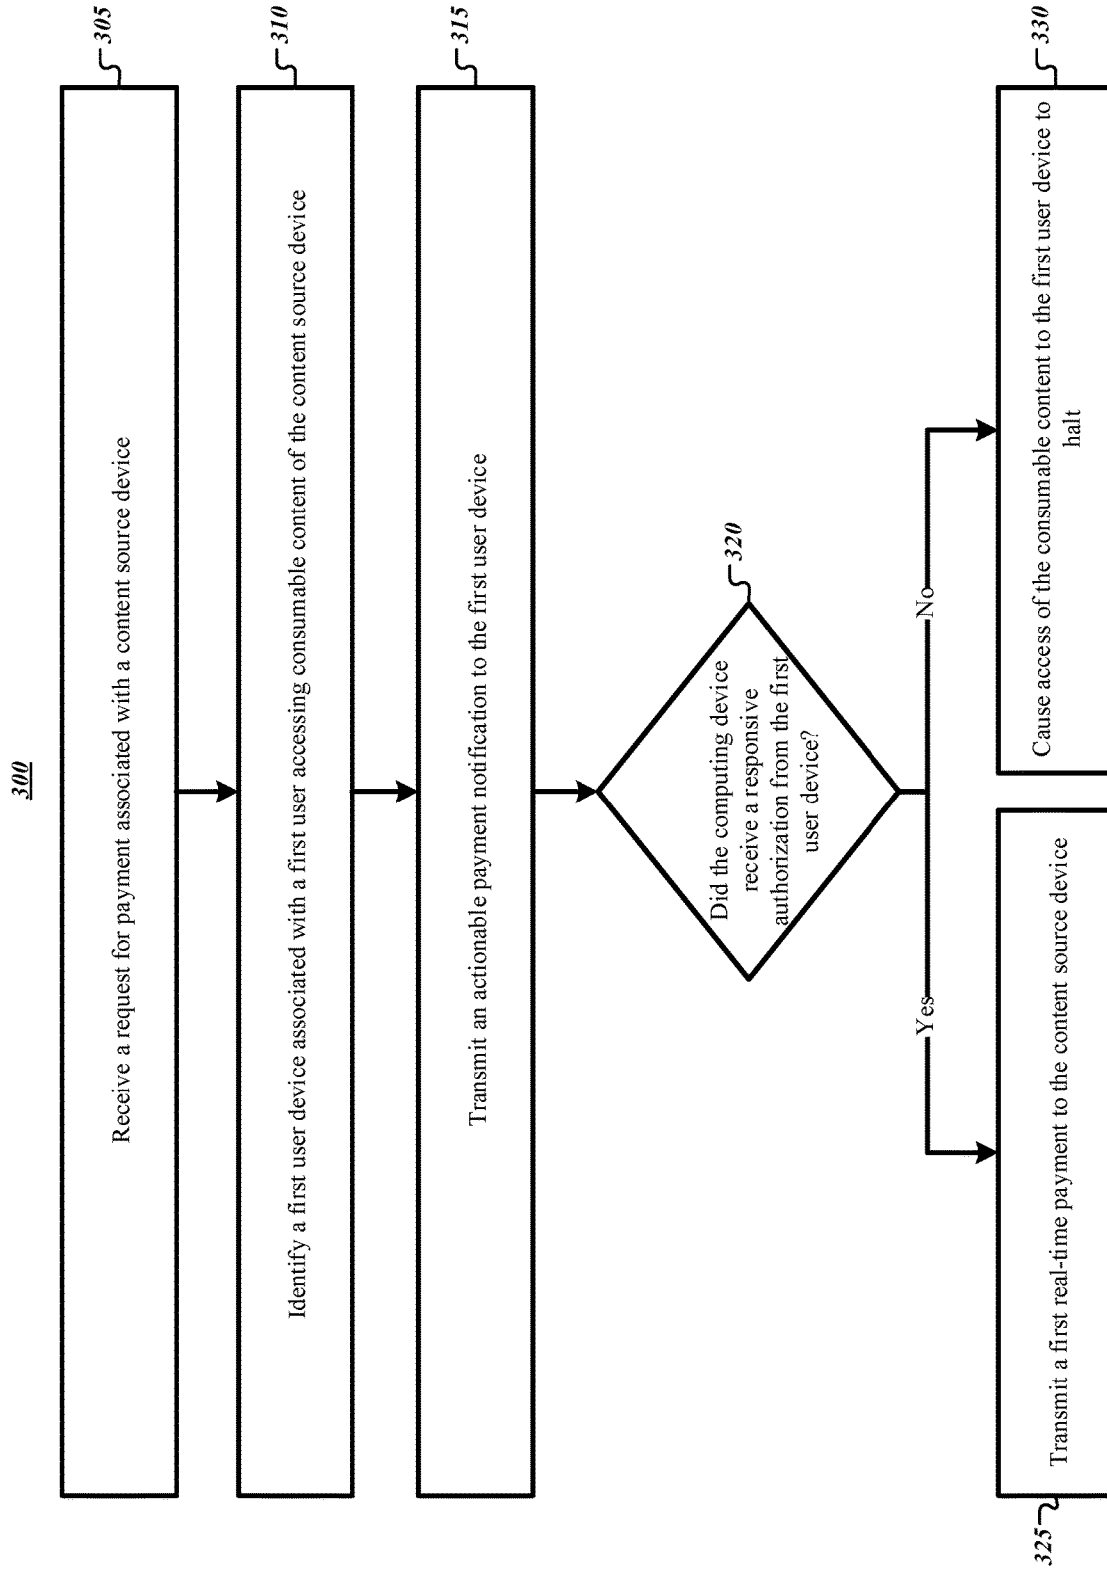 300
305
Receive a request for payment associated with a content source device
310
Identify a first user device associated with a first user accessing consumable content of the content source device
315
Transmit an actionable payment notification to the first user device
320
Did the computing device
receive a responsive
authorization from the first
user device?
Yes
No
325
Transmit a first real-time payment to the content source device
330
Cause access of the consumable content to the first user device to
halt